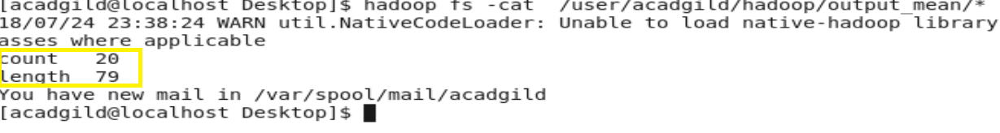 [acadgild@localhost Desktop]$ hadoop fs -cat  /user/acadgild/hadoop/output_mean/*
18/07/24 23:38:24 WARN util.NativeCodeLoader: Unable to load native-hadoop library
asses where applicable
count   20
length  79
You have new mail in /var/spool/mail/acadgild
[acadgild@localhost Desktop]$